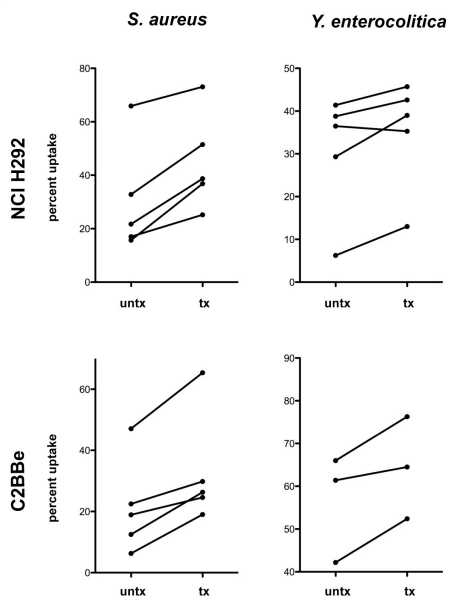 S. aureus
Y. enterocolitica
NCI H292
percent uptake
80
60
40
20
0
untx
tx
50
40
30
20
10
0
untx
tx
C2BBe
percent uptake
60
40
20
0
untx
tx
90
80
70
60
50
40
untx
tx